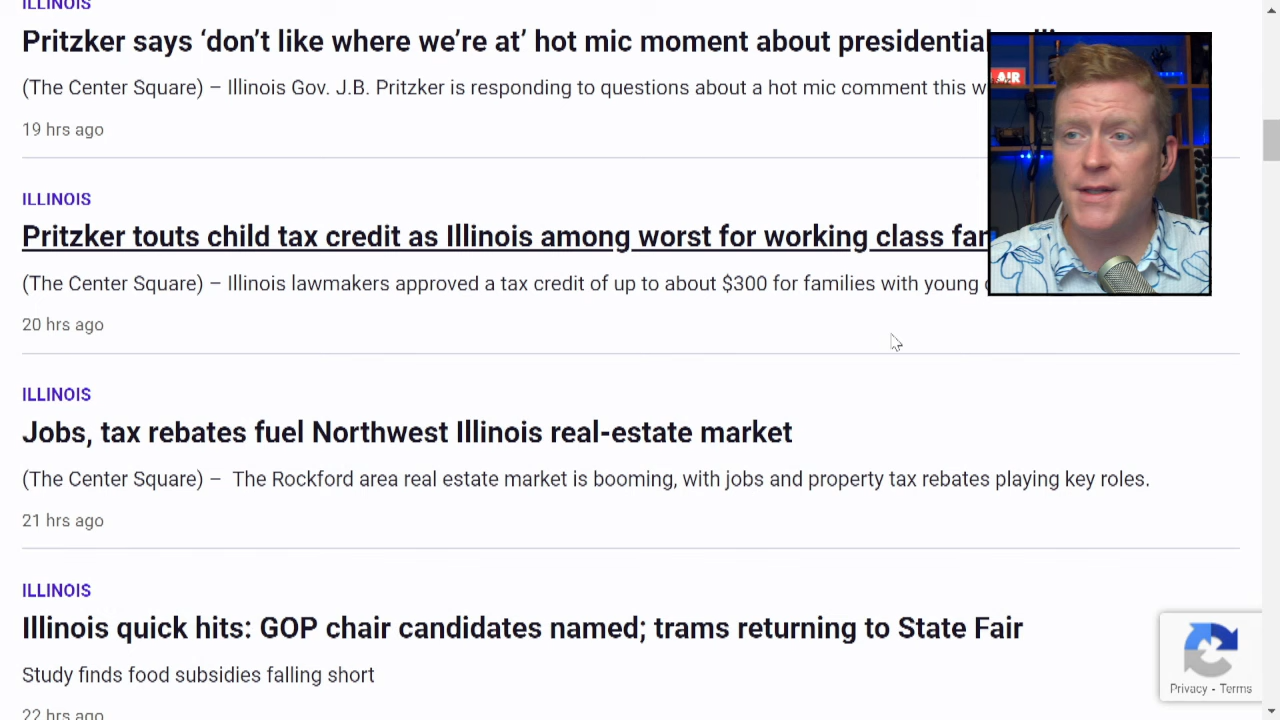 ILLINOIS
Pritzker says ‘don’t like where we’re at’ hot mic moment about presidential
(The Center Square) – Illinois Gov. J.B. Pritzker is responding to questions about a hot mic comment this
19 hrs ago
AIR
ILLINOIS
Pritzker touts child tax credit as Illinois among worst for working class
(The Center Square) – Illinois lawmakers approved a tax credit of up to about $300 for families with young
20 hrs ago
ILLINOIS
Jobs, tax rebates fuel Northwest Illinois real-estate market
(The Center Square) – The Rockford area real estate market is booming, with jobs and property tax rebates playing key roles.
21 hrs ago
ILLINOIS
Illinois quick hits: GOP chair candidates named; trams returning to State Fair
Study finds food subsidies falling short
22 hrs ago
Privacy - Terms